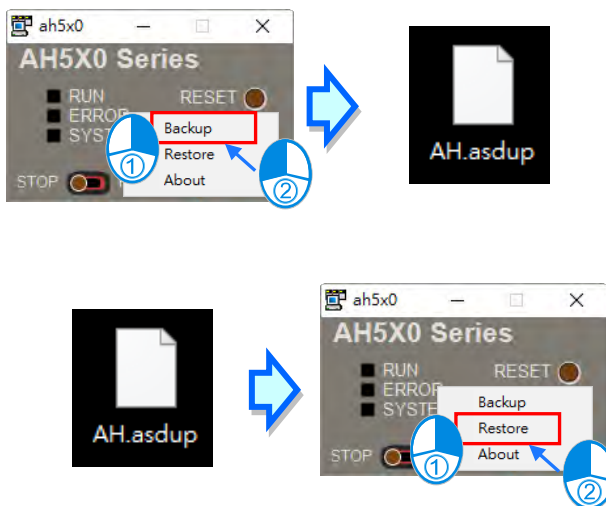 ah5x0
AH5X0 Series
RUN
RESET
ERROR
SYSTE
Backup
Restore
About
STOP
①
②
AH.asdup
AH.asdup
ah5x0
AH5X0 Series
RUN
RESET
ERROR
SYSTE
Backup
Restore
About
STOP
①
②